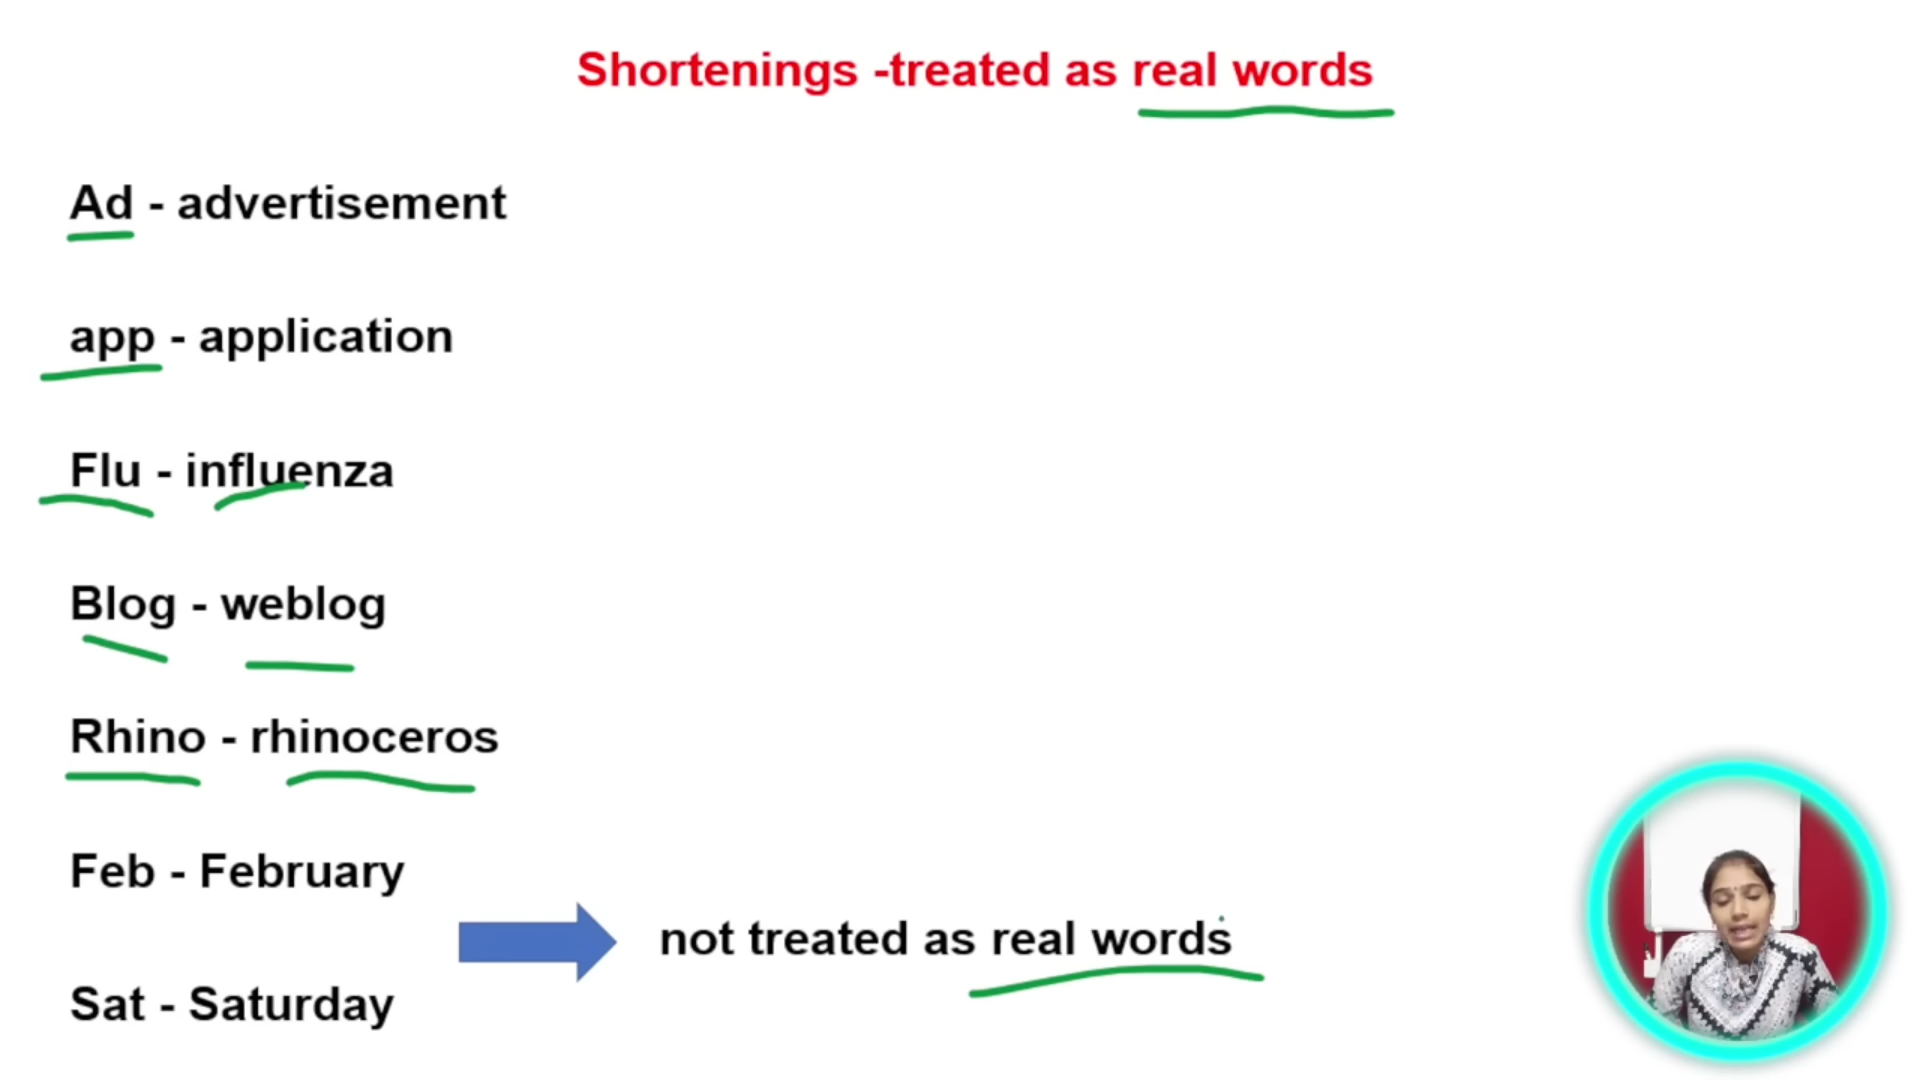 Shortenings -treated as real words
Ad - advertisement
app - application
Flu - influenza
Blog - weblog
Rhino - rhinoceros
Feb - February
not treated as real words
Sat - Saturday